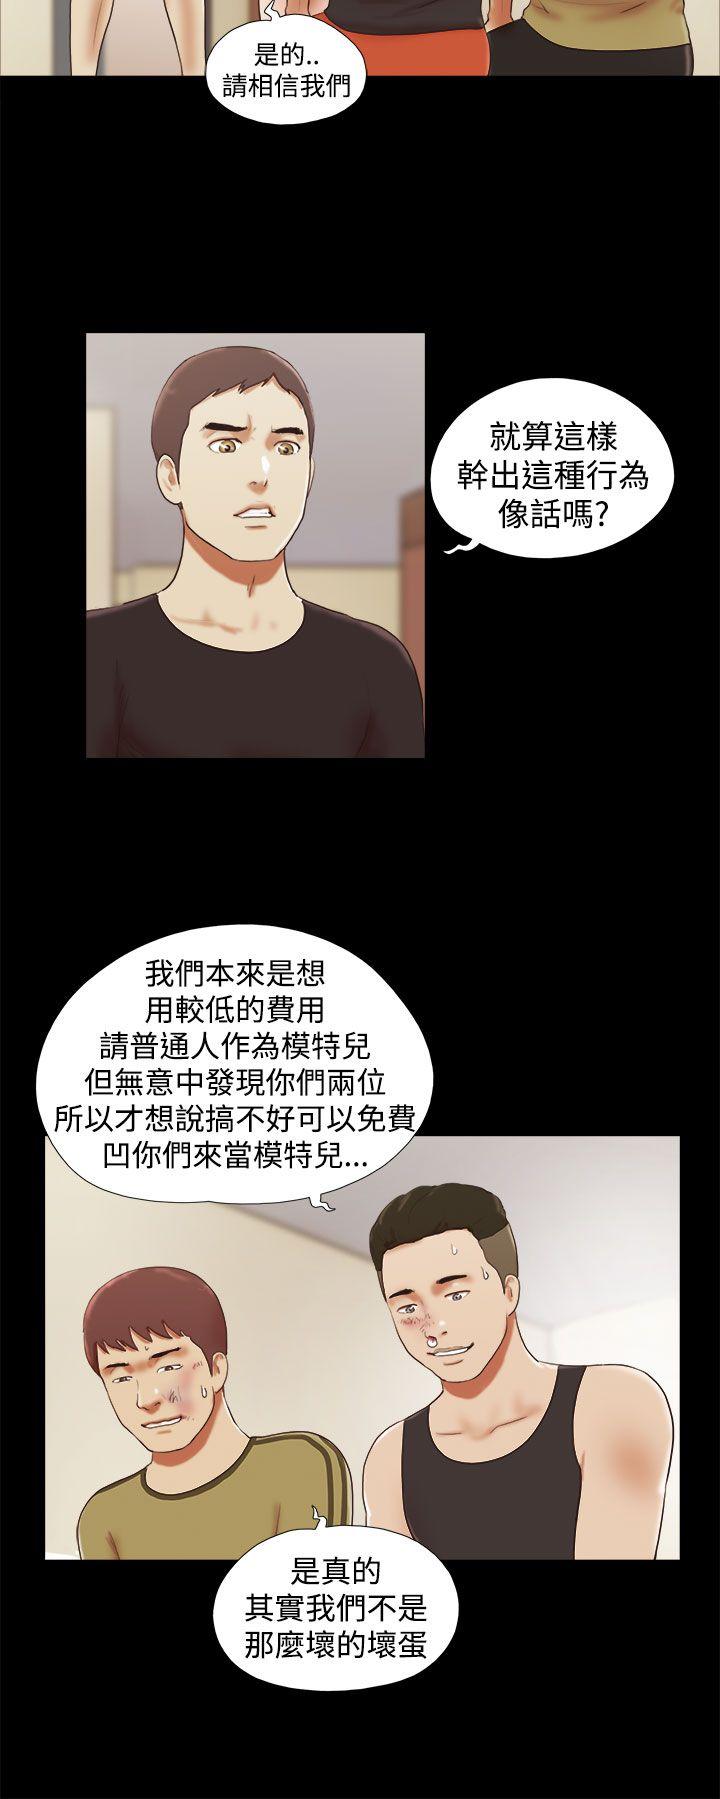 是的..
請相信我們
就算這樣
幹出這種行為
像話嗎?
我們本來是想
用較低的費用
請普通人作為模特兒
但無意中發現你們兩位
所以才想說搞不好可以免費
凹你們來當模特兒...
是真的
其實我們不是
那麼壞的壞蛋